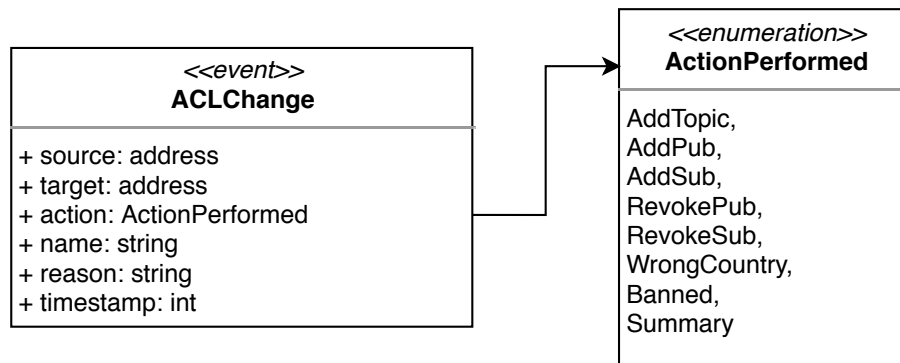 <<event>>
ACLChange
+ source: address
+ target: address
+ action: ActionPerformed
+ name: string
+ reason: string
+ timestamp: int
<<enumeration>>
ActionPerformed
AddTopic,
AddPub,
AddSub,
RevokePub,
RevokeSub,
WrongCountry,
Banned,
Summary